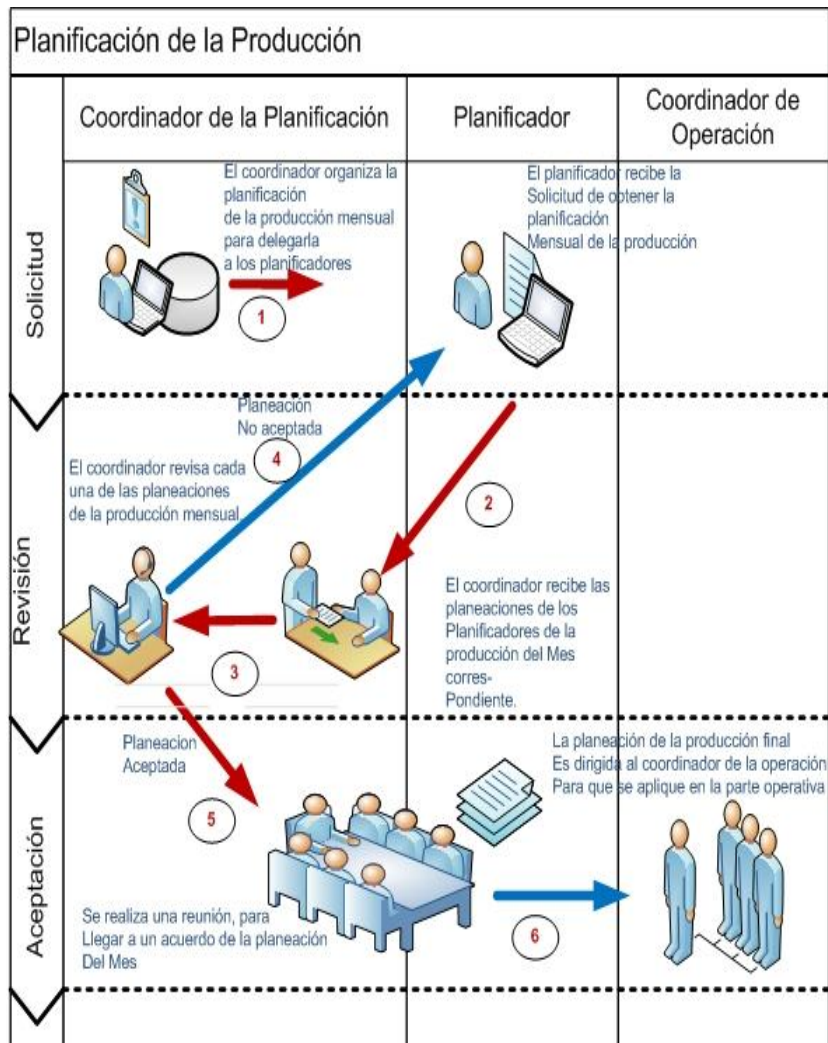 Planificación de la Producción
Coordinador de la Planificación
Planificador
Coordinador de
Operación
Solicitud
El coordinador organiza la
planificación
de la producción mensual
para delegarla
a los planificadores
1
El planificador recibe la
Solicitud de obtener la
planificación
Mensual de la producción
Revisión
Planeación
No aceptada
4
El coordinador revisa cada
una de las planeaciones
de la producción mensual
2
3
El coordinador recibe las
planeaciones de los
Planificadores de la
producción del Mes
corres-
Pondiente.
Aceptación
Planeacion
Aceptada
5
La planeación de la producción final
Es dirigida al coordinador de la operación
Para que se aplique en la parte operativa
Se realiza una reunión, para
Llegar a un acuerdo de la planeación
Del Mes
6